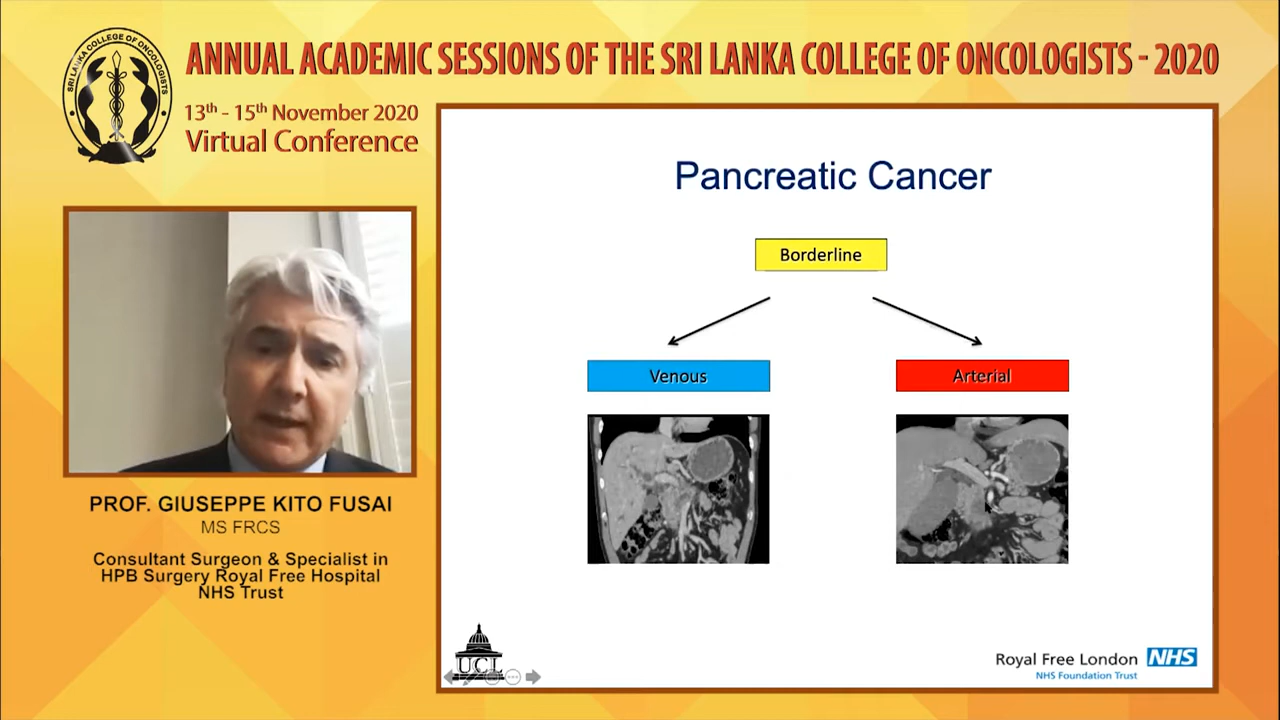 SRI LANKA COLLEGE OF ONCOLOGISTS
ANNUAL ACADEMIC SESSIONS OF THE SRI LANKA COLLEGE OF ONCOLOGISTS - 2020
13th - 15th November 2020
Virtual Conference
PROF. GIUSEPPE KITO FUSAI
MS FRCS
Consultant Surgeon & Specialist in
HPB Surgery Royal Free Hospital
NHS Trust
Pancreatic Cancer
Borderline
Venous
Arterial
UCL
Royal Free London NHS
NHS Foundation Trust